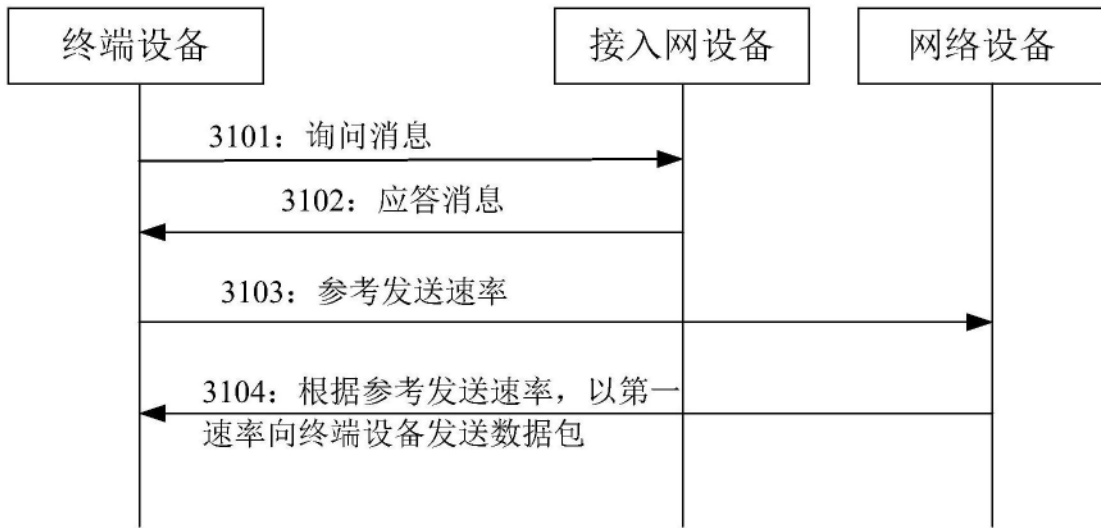 终端设备
接入网设备
网络设备
3101：询问消息
3102：应答消息
3103：参考发送速率
3104：根据参考发送速率，以第一
速率向终端设备发送数据包